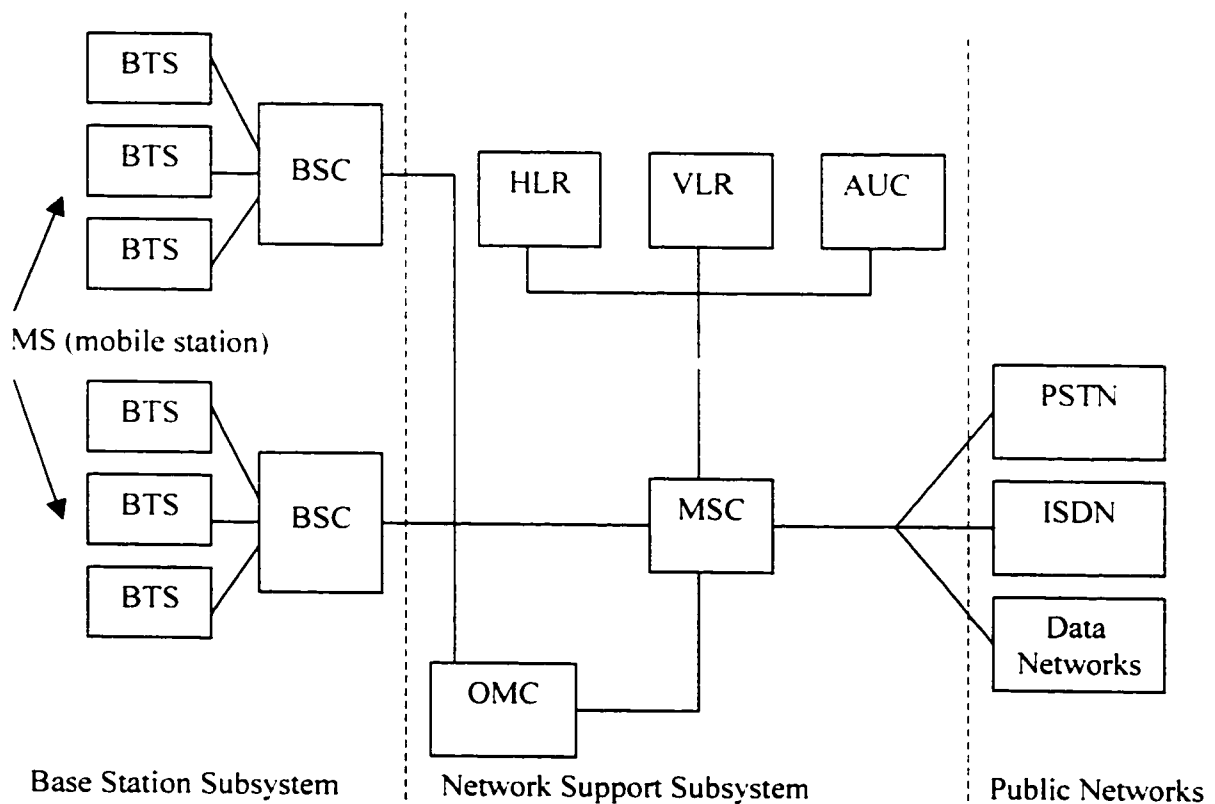 BTS
BTS
BTS
BSC
HLR
VLR
AUC
MS (mobile station)
BTS
BTS
BTS
BSC
MSC
OMC
PSTN
ISDN
Data
Networks
Base Station Subsystem
Network Support Subsystem
Public Networks